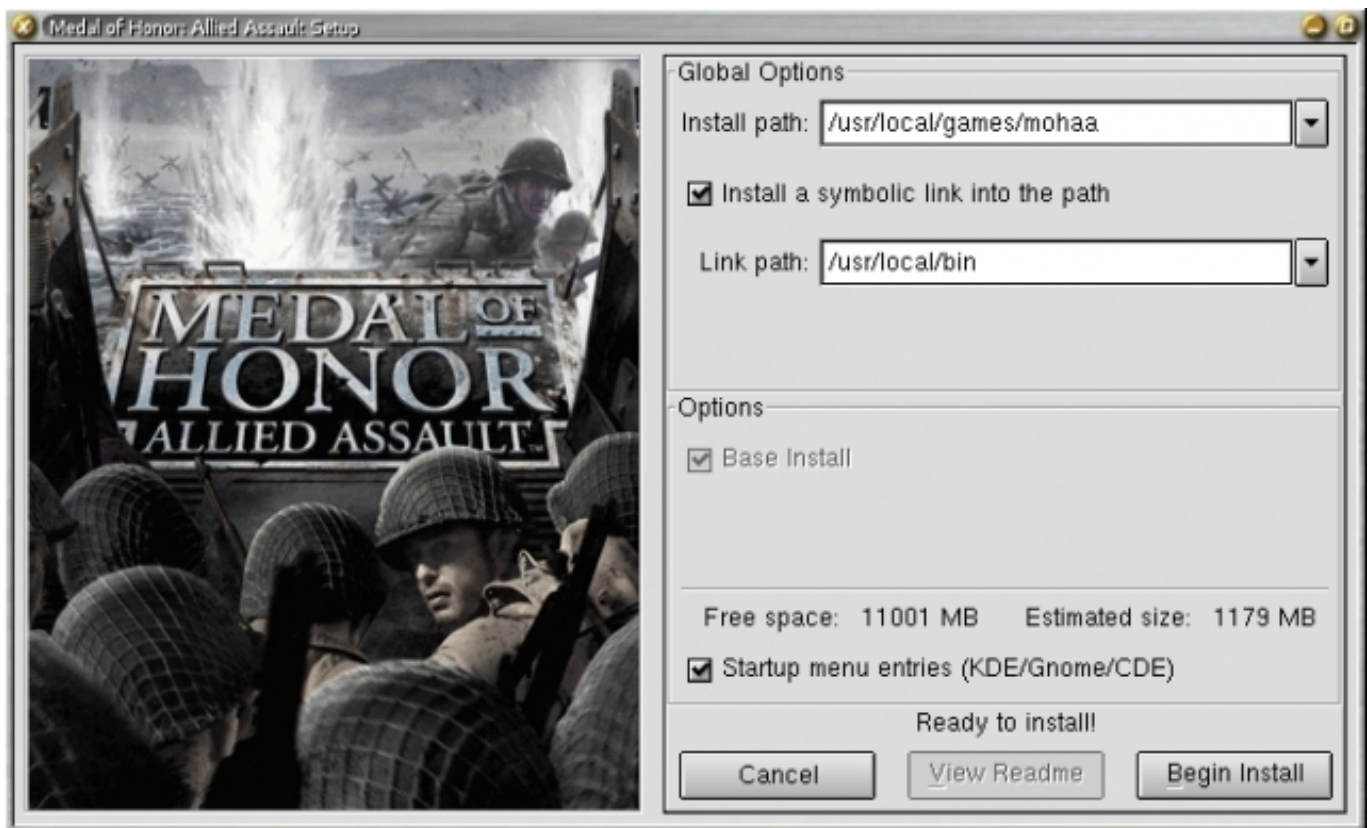 Medal of Honor: Allied Assault Setup
MEDAL OF
HONOR
ALLIED ASSAULT™
Global Options
Install path: /usr/local/games/mohaa
Install a symbolic link into the path
Link path: /usr/local/bin
Options
Base Install
Free space: 11001 MB Estimated size: 1179 MB
Startup menu entries (KDE/Gnome/CDE)
Ready to install!
Cancel View Readme Begin Install